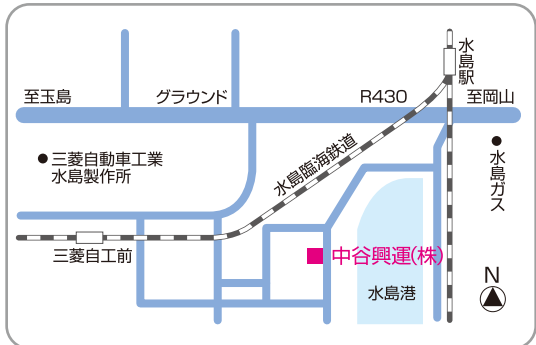 水島駅
至玉島
グラウンド
R430
至岡山
三菱自動車工業
水島製作所
水島臨海鉄道
水島ガス
三菱自工前
中谷興運(株)
水島港
N